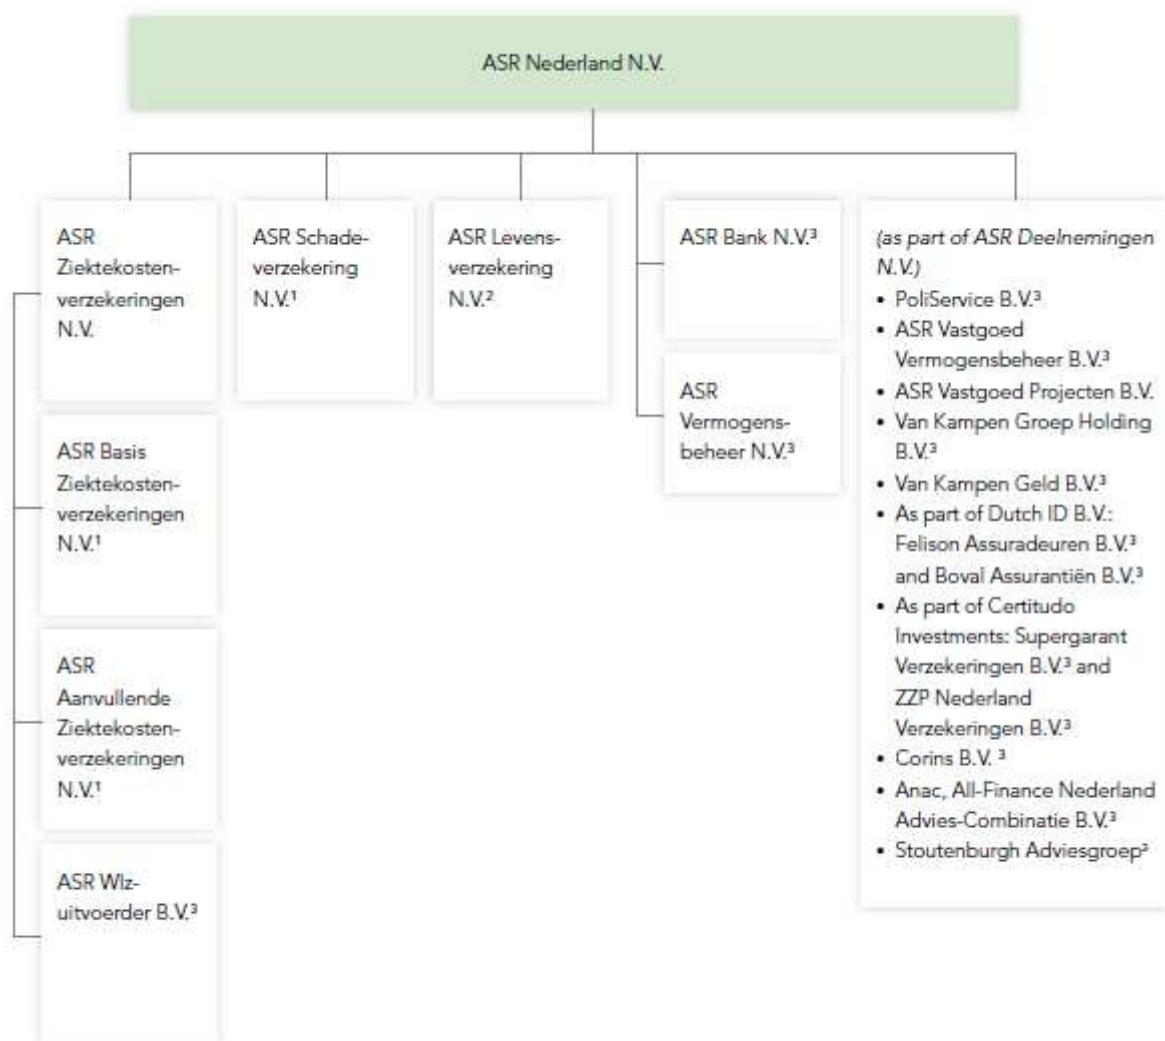 ASR Nederland N.V.
ASR
Ziektekosten-
verzekeringen
N.V.
ASR Schade-
verzekering
N.V.¹
ASR Levens-
verzekering
N.V.²
ASR Bank N.V.³
(as part of ASR Deelnemingen
N.V.)
• PoliService B.V.³
• ASR Vastgoed
Vermogensbeheer B.V.³
• ASR Vastgoed Projecten B.V.
• Van Kampen Groep Holding
B.V.³
• Van Kampen Geld B.V.³
• As part of Dutch ID B.V.:
Felison Assuradeuren B.V.³
and Boval Assurantiën B.V.³
• As part of Certitudo
Investments: Supergarant
Verzekeringen B.V.³ and
ZZP Nederland
Verzekeringen B.V.³
• Corins B.V. ³
• Anac, All-Finance Nederland
Advies-Combinatie B.V.³
• Stoutenburgh Adviesgroep³
ASR
Vermogens-
beheer N.V.³
ASR Basis
Ziektekosten-
verzekeringen
N.V.¹
ASR
Aanvullende
Ziektekosten-
verzekeringen
N.V.¹
ASR Wlz-
uitvoerder B.V.³